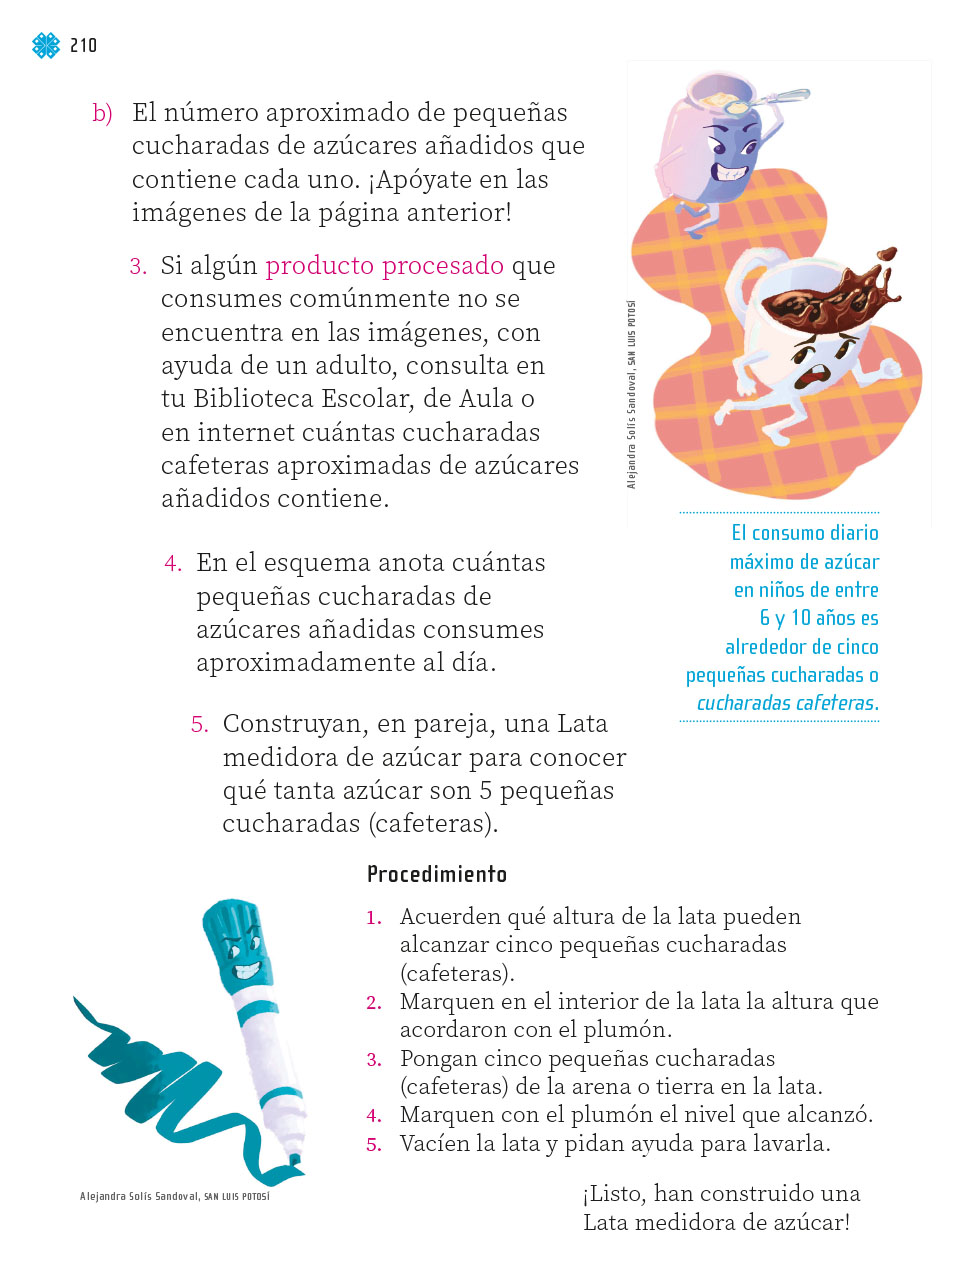 210
b) El número aproximado de pequeñas
cucharadas de azúcares añadidos que
contiene cada uno. ¡Apóyate en las
imágenes de la página anterior!
3. Si algún producto procesado que
consumes comúnmente no se
encuentra en las imágenes, con
ayuda de un adulto, consulta en
tu Biblioteca Escolar, de Aula o
en internet cuántas cucharadas
cafeteras aproximadas de azúcares
añadidos contiene.
Alejandra Solís Sandoval, SAN LUIS POTOSÍ
El consumo diario
máximo de azúcar
en niños de entre
6 y 10 años es
alrededor de cinco
pequeñas cucharadas o
cucharadas cafeteras.
4. En el esquema anota cuántas
pequeñas cucharadas de
azúcares añadidas consumes
aproximadamente al día.
5. Construyan, en pareja, una Lata
medidora de azúcar para conocer
qué tanta azúcar son 5 pequeñas
cucharadas (cafeteras).
Procedimiento
1. Acuerden qué altura de la lata pueden
alcanzar cinco pequeñas cucharadas
(cafeteras).
2. Marquen en el interior de la lata la altura que
acordaron con el plumón.
3. Pongan cinco pequeñas cucharadas
(cafeteras) de la arena o tierra en la lata.
4. Marquen con el plumón el nivel que alcanzó.
5. Vacíen la lata y pidan ayuda para lavarla.
¡Listo, han construido una
Lata medidora de azúcar!
Alejandra Solís Sandoval, SAN LUIS POTOSÍ